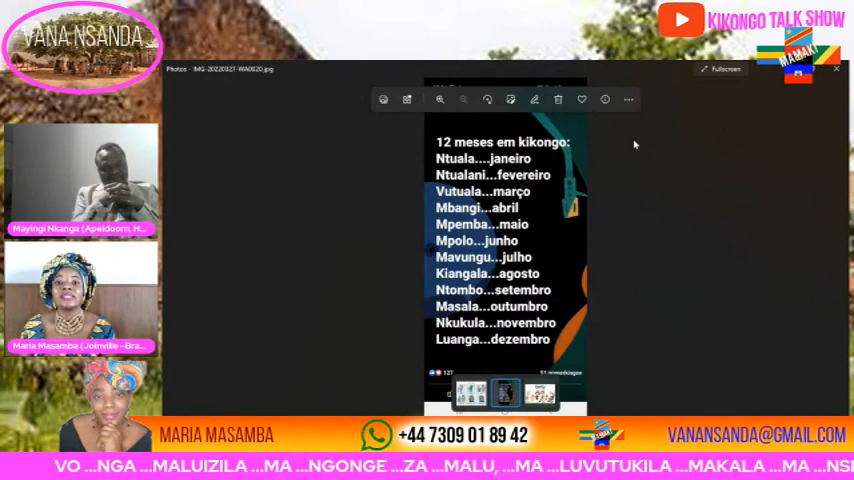 VANA NSANDA
KIKONGO TALK SHOW
MAMAKI
Photos - IMG-20220327-WA0020.jpg
Fullscreen
12 meses em kikongo:
Ntuala....janeiro
Ntualani...fevereiro
Vutuala...março
Mbangi...abril
Mpemba...maio
Mpolo...junho
Mavungu...julho
Kiangala...agosto
Ntombo...setembro
Masala...outumbro
Nkukula...novembro
Luanga...dezembro
127
Mayingi Nkanga (Apeldoorn, H...
Maria Masamba (Joinville -Bra...
MARIA MASAMBA
+44 7309 01 89 42
VANANSANDA@GMAIL.COM
VO ...NGA ...MALUIZILA ...MA ...NGONGE ...ZA ...MALU, ...MA ...LUVUTUKILA ...MAKALA ...MA ...NSI